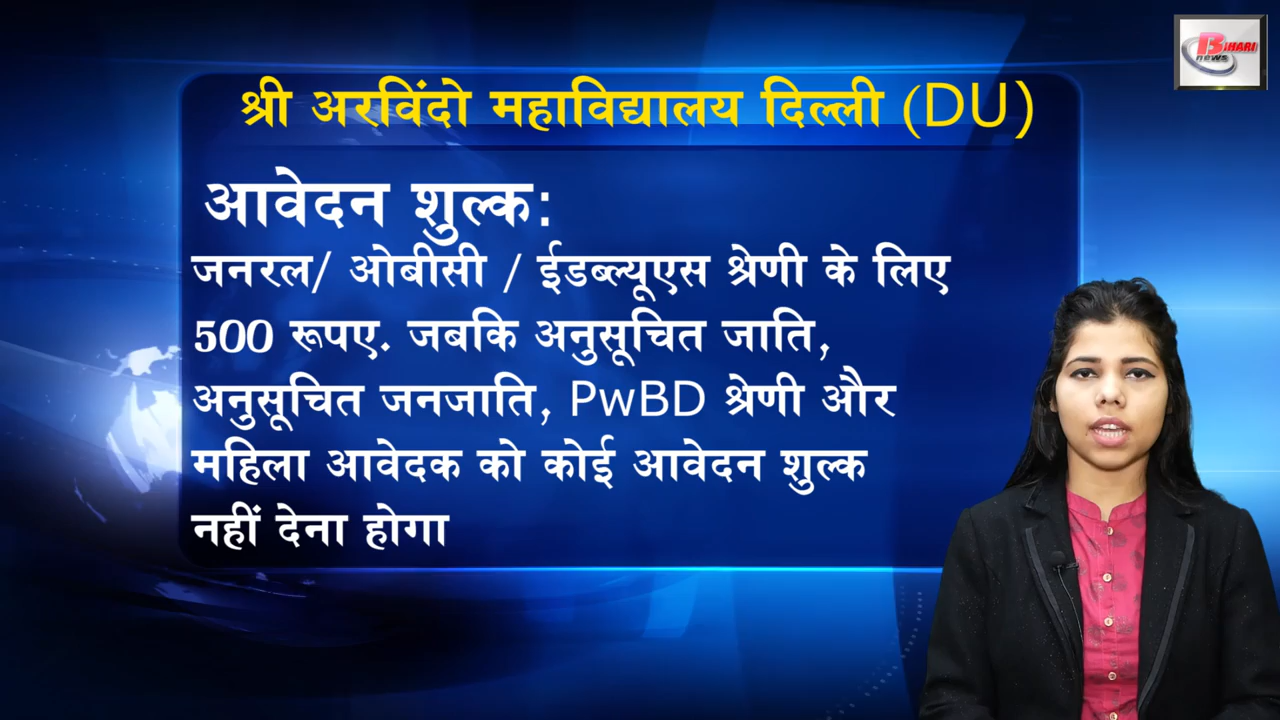 BIHARI
news
श्री अरविंदो महाविद्यालय दिल्ली (DU)
आवेदन शुल्क:
जनरल/ ओबीसी / ईडब्ल्यूएस श्रेणी के लिए
500 रूपए. जबकि अनुसूचित जाति,
अनुसूचित जनजाति, PwBD श्रेणी और
महिला आवेदक को कोई आवेदन शुल्क
नहीं देना होगा